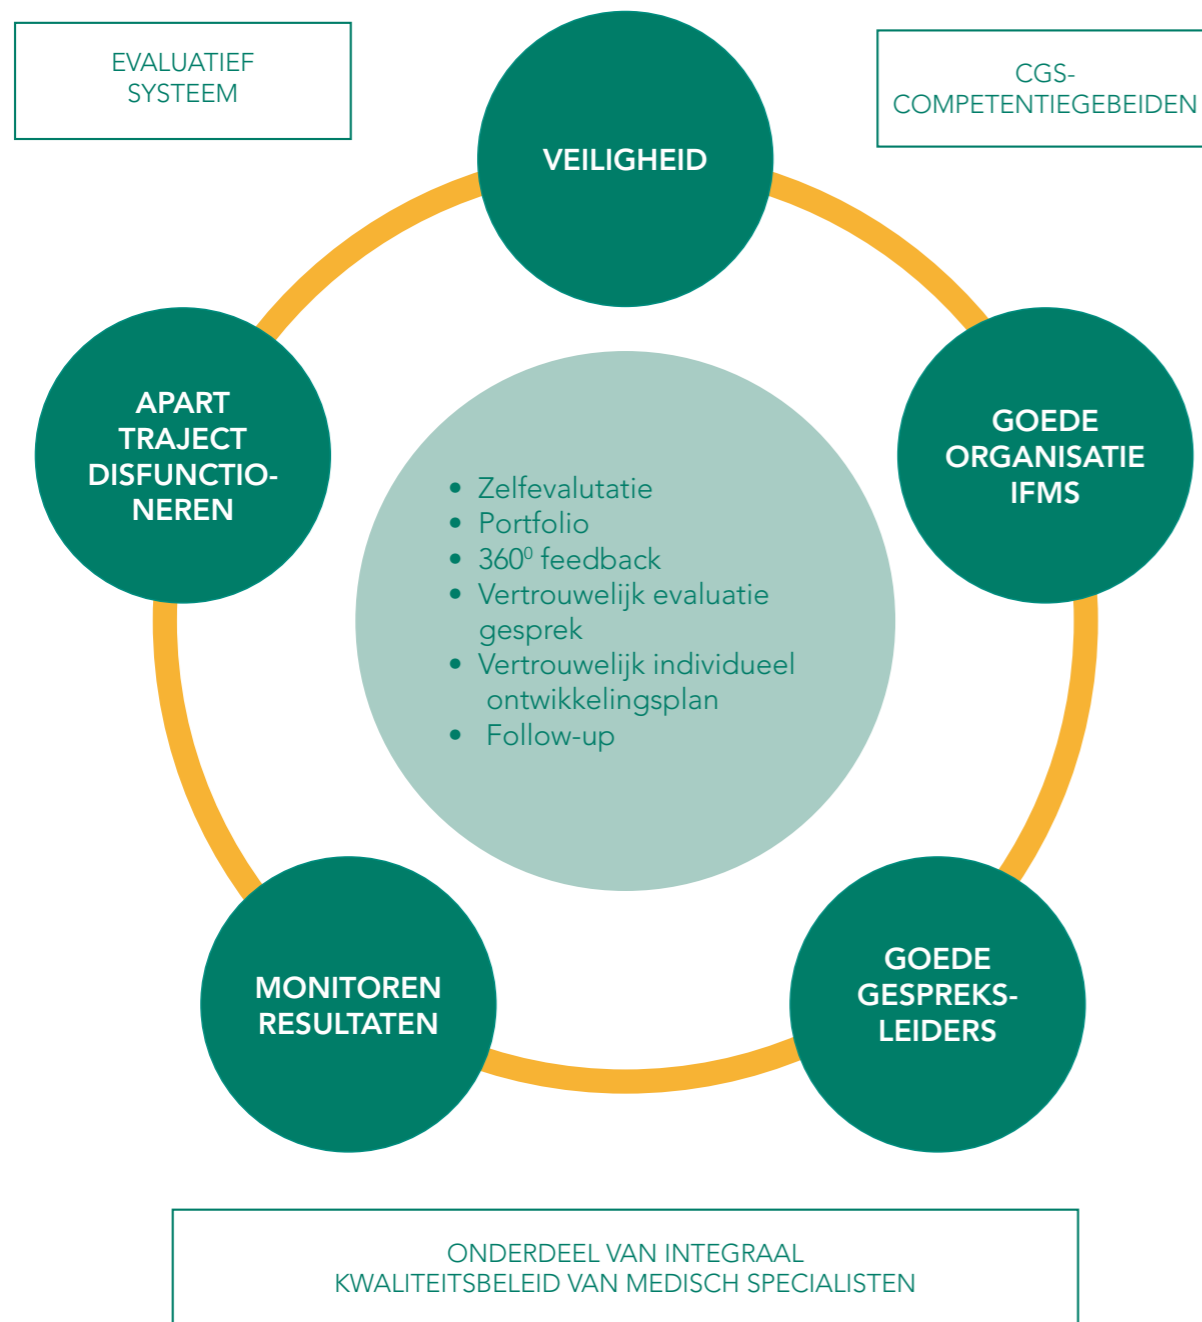 EVALUATIEF
SYSTEEM
CGS-
COMPETENTIEGEBEIDEN
VEILIGHEID
APART
TRAJECT
DISFUNCTIO-
NEREN
GOEDE
ORGANISATIE
IFMS
• Zelfevalutatie
• Portfolio
• 360⁰ feedback
• Vertrouwelijk evaluatie
gesprek
• Vertrouwelijk individueel
ontwikkelingsplan
• Follow-up
MONITOREN
RESULTATEN
GOEDE
GESPREKS-
LEIDERS
ONDERDEEL VAN INTEGRAAL
KWALITEITSBELEID VAN MEDISCH SPECIALISTEN